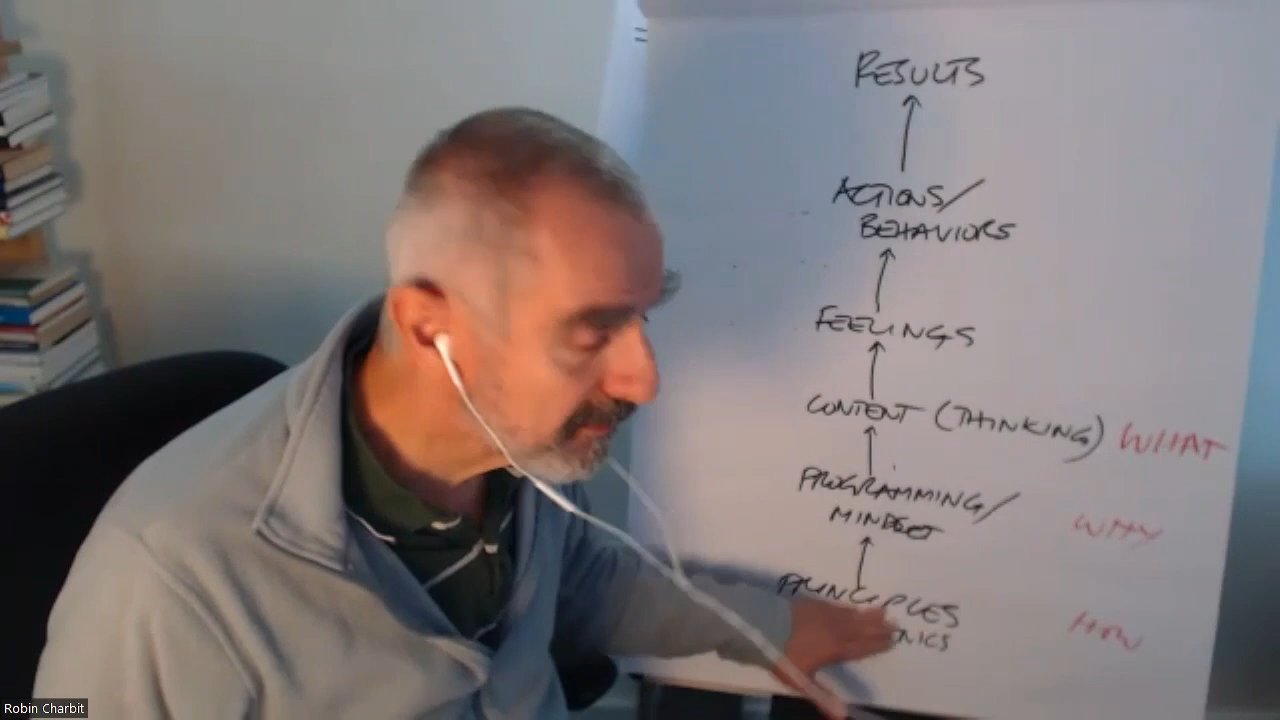 RESULTS
ACTIONS/
BEHAVIORS
FEELINGS
CONTENT (THINKING) WHAT
PROGRAMMING/
MINDSET WHY
PRINCIPLES
HOW
Robin Charbit